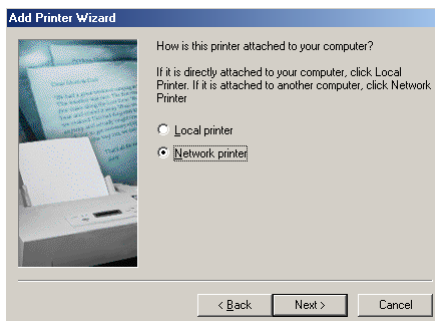 Add Printer Wizard
How is this printer attached to your computer?
If it is directly attached to your computer, click Local
Printer. If it is attached to another computer, click Network
Printer
Local printer
Network printer
< Back
Next >
Cancel